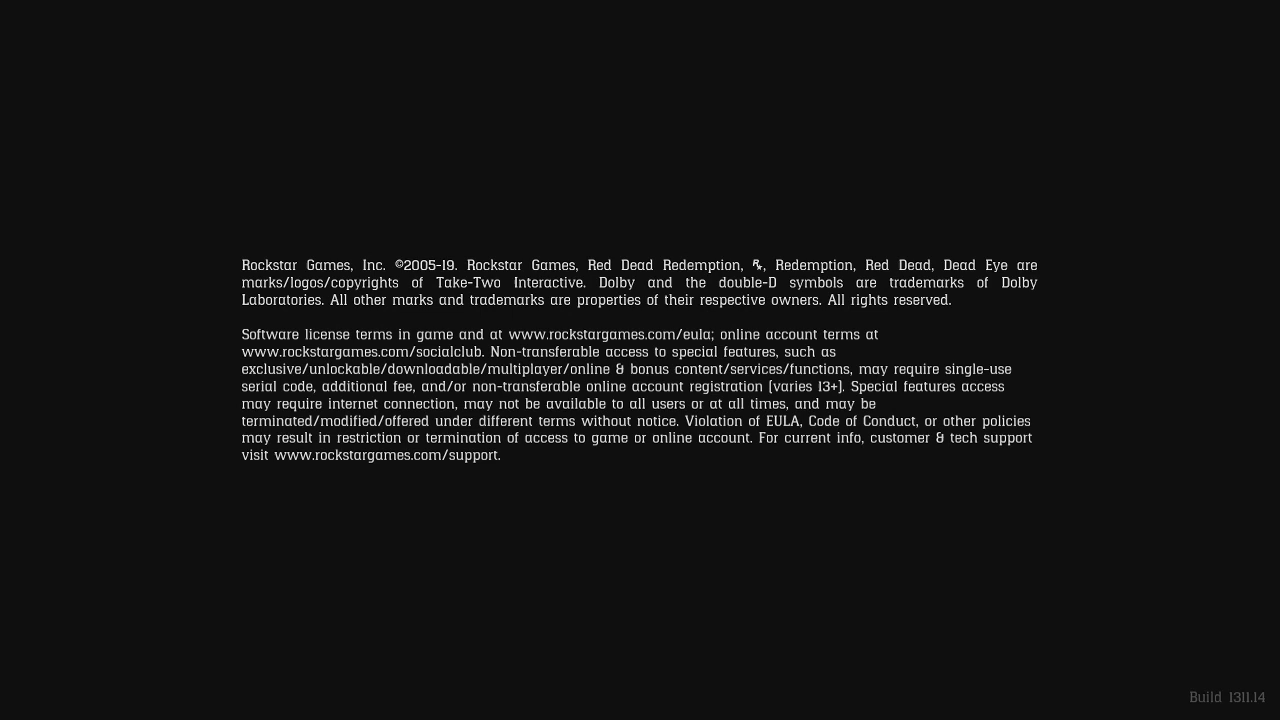 Rockstar Games, Inc. ©2005-19. Rockstar Games, Red Dead Redemption, R*, Redemption, Red Dead, Dead Eye are
marks/logos/copyrights of Take-Two Interactive. Dolby and the double-D symbols are trademarks of Dolby
Laboratories. All other marks and trademarks are properties of their respective owners. All rights reserved.
Software license terms in game and at www.rockstargames.com/eula; online account terms at
www.rockstargames.com/socialclub. Non-transferable access to special features, such as
exclusive/unlockable/downloadable/multiplayer/online & bonus content/services/functions, may require single-use
serial code, additional fee, and/or non-transferable online account registration (varies 13+). Special features access
may require internet connection, may not be available to all users or at all times, and may be
terminated/modified/offered under different terms without notice. Violation of EULA, Code of Conduct, or other policies
may result in restriction or termination of access to game or online account. For current info, customer & tech support
visit www.rockstargames.com/support.
Build 1311.14